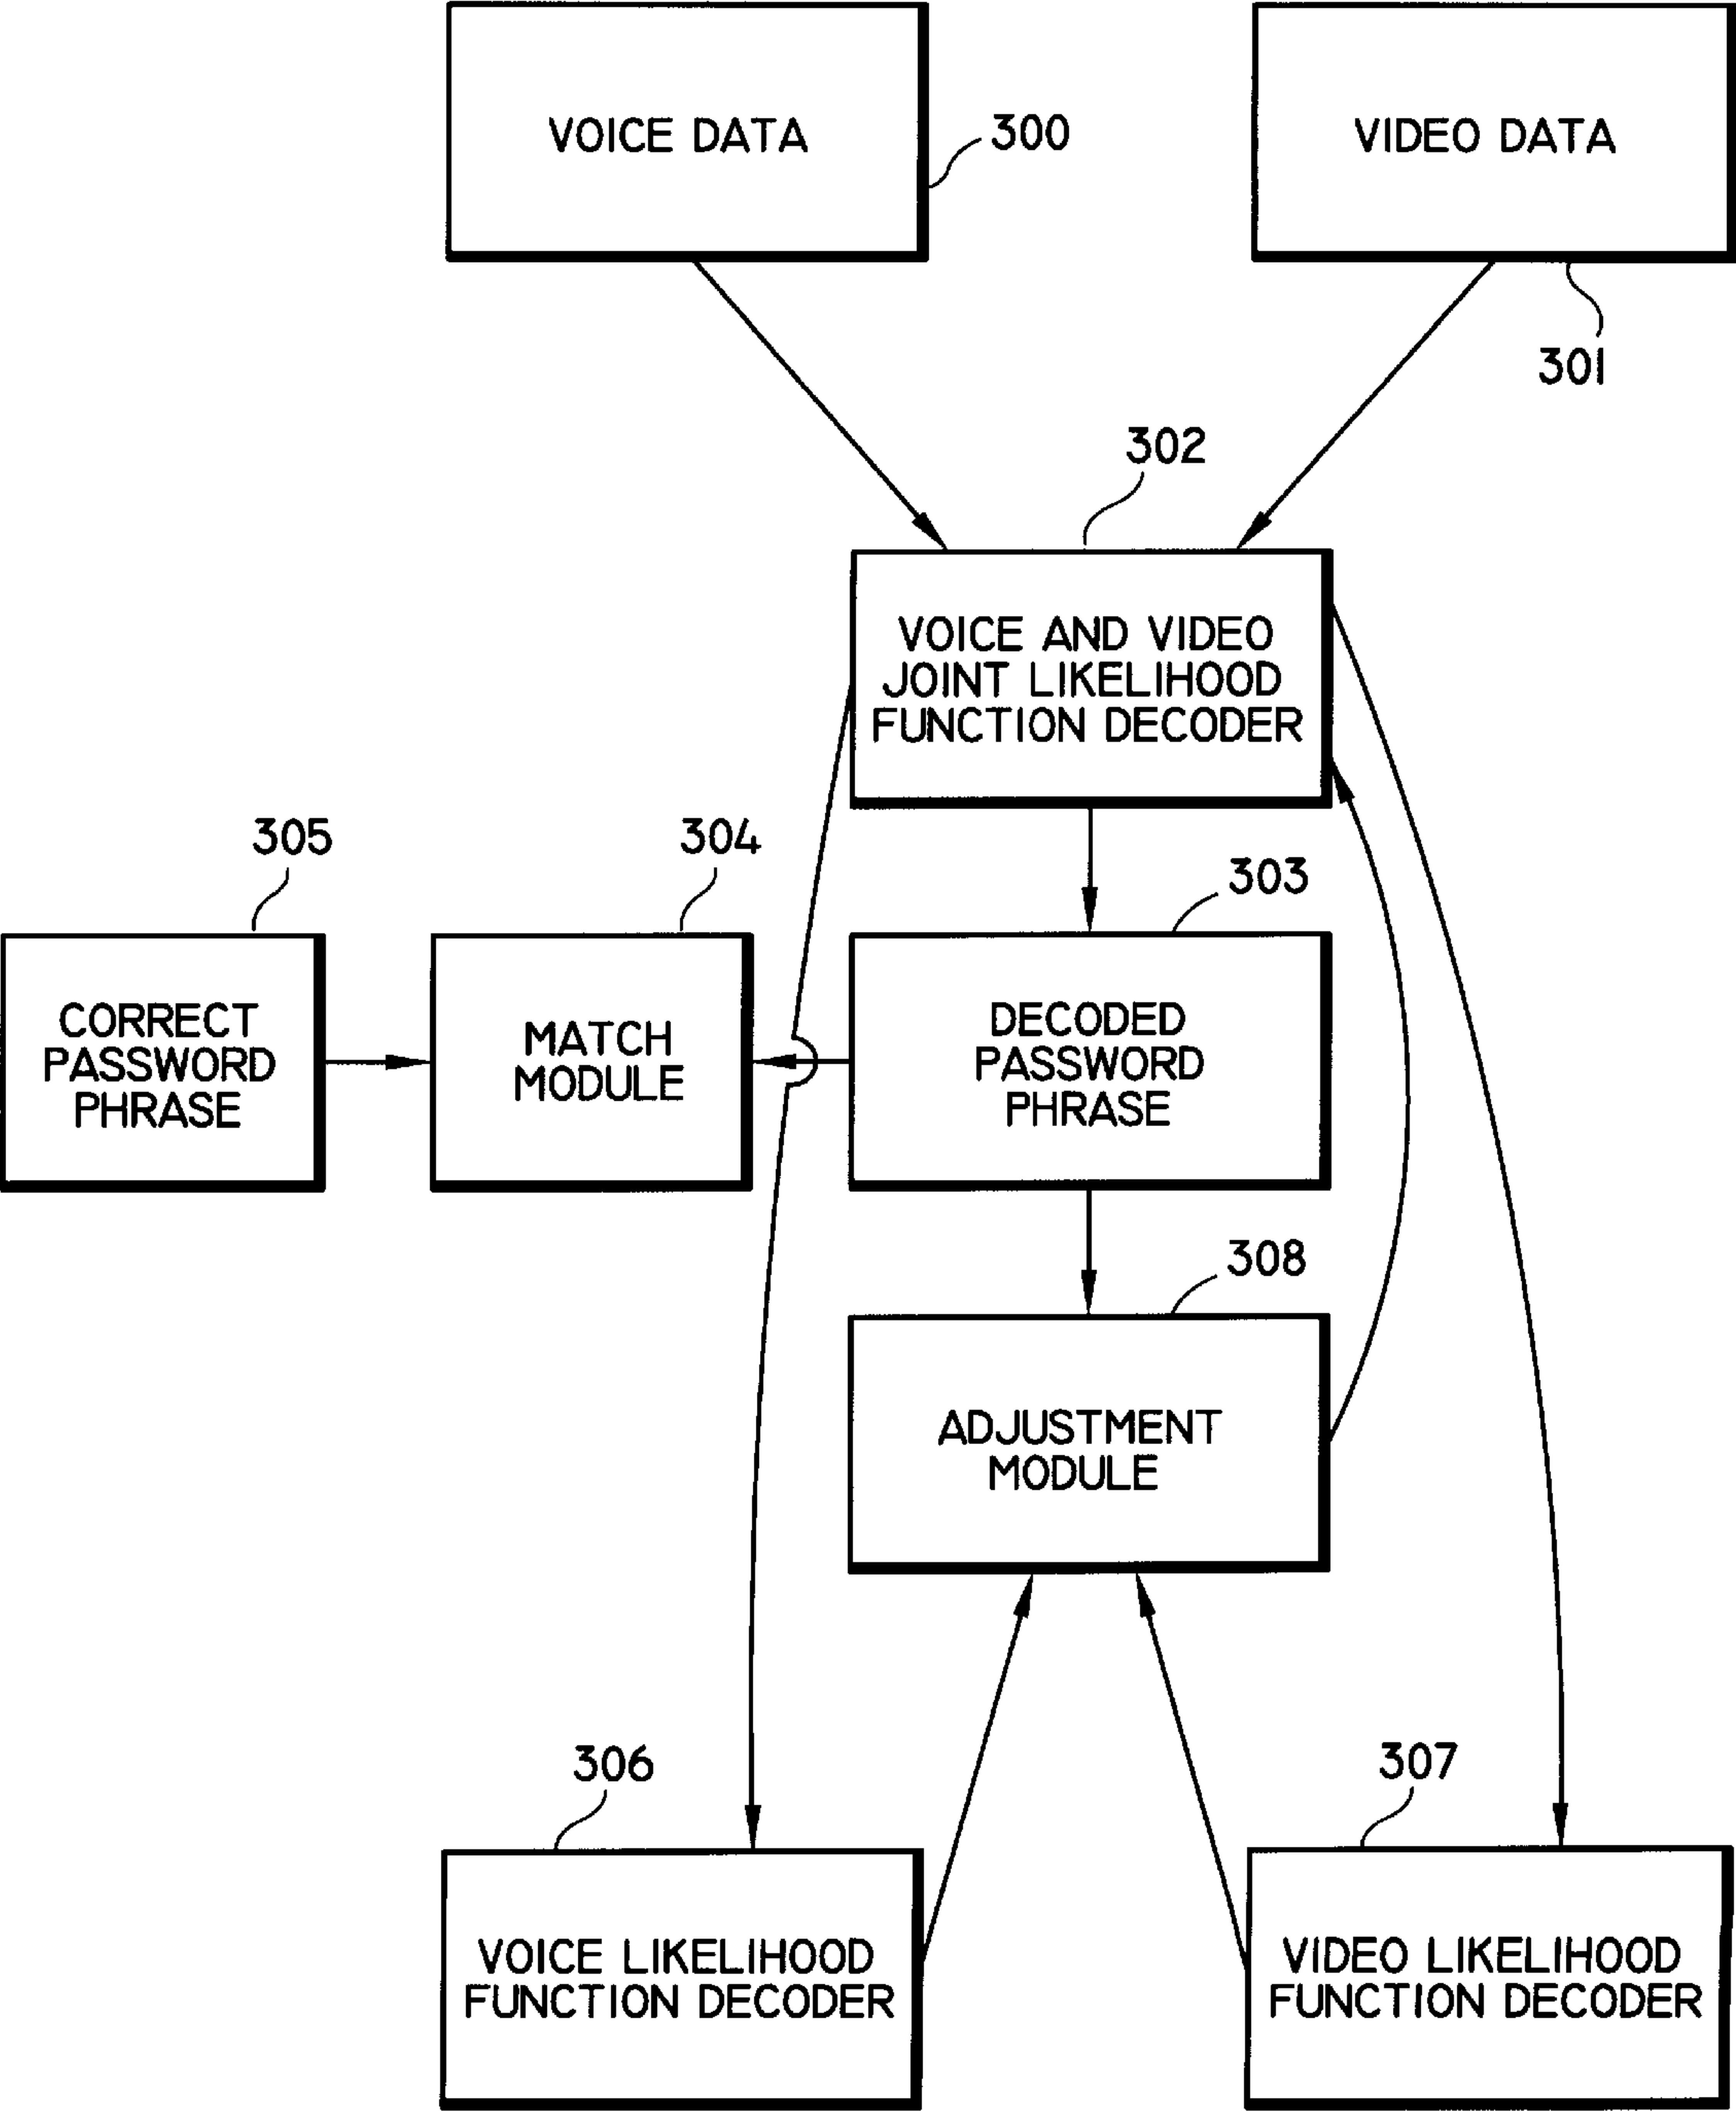 VOICE DATA
300
VIDEO DATA
301
302
VOICE AND VIDEO
JOINT LIKELIHOOD
FUNCTION DECODER
305
304
303
CORRECT
PASSWORD
PHRASE
MATCH
MODULE
DECODED
PASSWORD
PHRASE
308
ADJUSTMENT
MODULE
306
307
VOICE LIKELIHOOD
FUNCTION DECODER
VIDEO LIKELIHOOD
FUNCTION DECODER